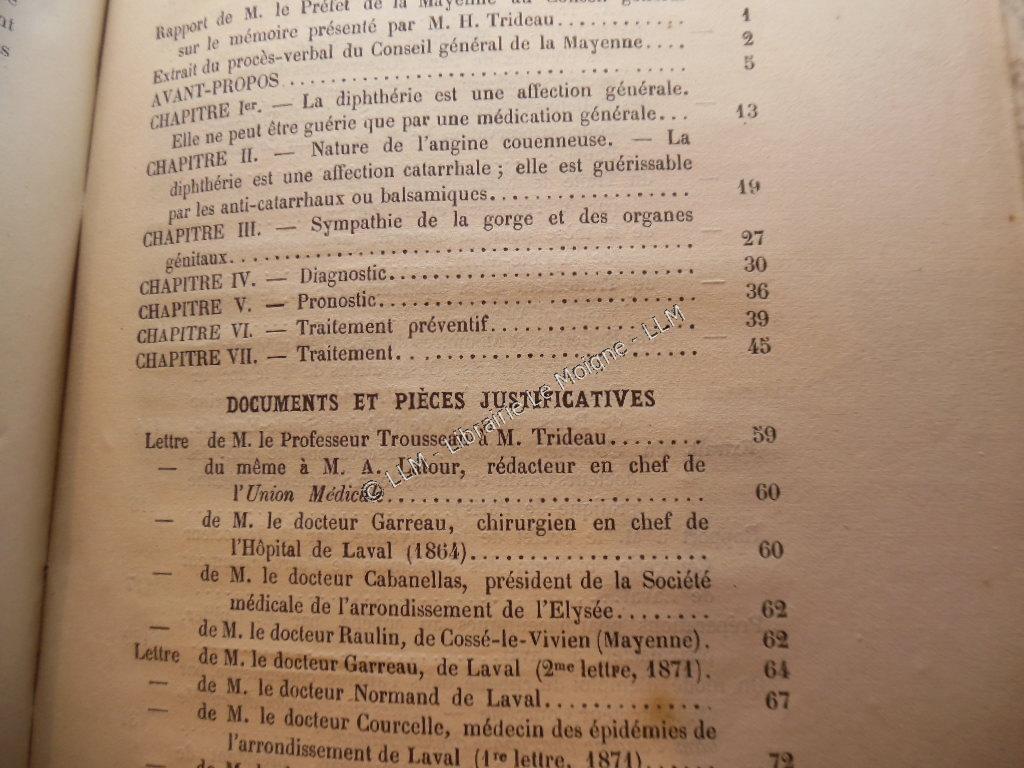 Rapport de M. le Préfet de la Mayenne au Conseil général
sur le mémoire présenté par M. H. Trideau........... 1
Extrait du procès-verbal du Conseil général de la Mayenne.... 2
AVANT-PROPOS ........................................ 5
CHAPITRE Ier. — La diphthérie est une affection générale.
Elle ne peut être guérie que par une médication générale... 13
CHAPITRE II. — Nature de l'angine couenneuse. — La
diphthérie est une affection catarrhale ; elle est guérissable
par les anti-catarrhaux ou balsamiques................. 19
CHAPITRE III. — Sympathie de la gorge et des organes
génitaux............................................. 27
CHAPITRE IV. — Diagnostic............................. 30
CHAPITRE V. — Pronostic............................... 36
CHAPITRE VI. — Traitement préventif................... 39
CHAPITRE VII. — Traitement............................ 45
DOCUMENTS ET PIÈCES JUSTIFICATIVES
Lettre de M. le Professeur Trousseau à M. Trideau........ 59
— du même à M. A. Latour, rédacteur en chef de
l'Union Médicale............................. 60
— de M. le docteur Garreau, chirurgien en chef de
l'Hôpital de Laval (1864).................... 60
— de M. le docteur Cabanellas, président de la Société
médicale de l'arrondissement de l'Elysée........ 62
— de M. le docteur Raulin, de Cossé-le-Vivien (Mayenne). 62
Lettre de M. le docteur Garreau, de Laval (2me lettre, 1871). 64
— de M. le docteur Normand de Laval............... 67
— de M. le docteur Courcelle, médecin des épidémies de
l'arrondissement de Laval (1re lettre, 1871)...... 72
© LLM - Librairie Le Moigne - LLM